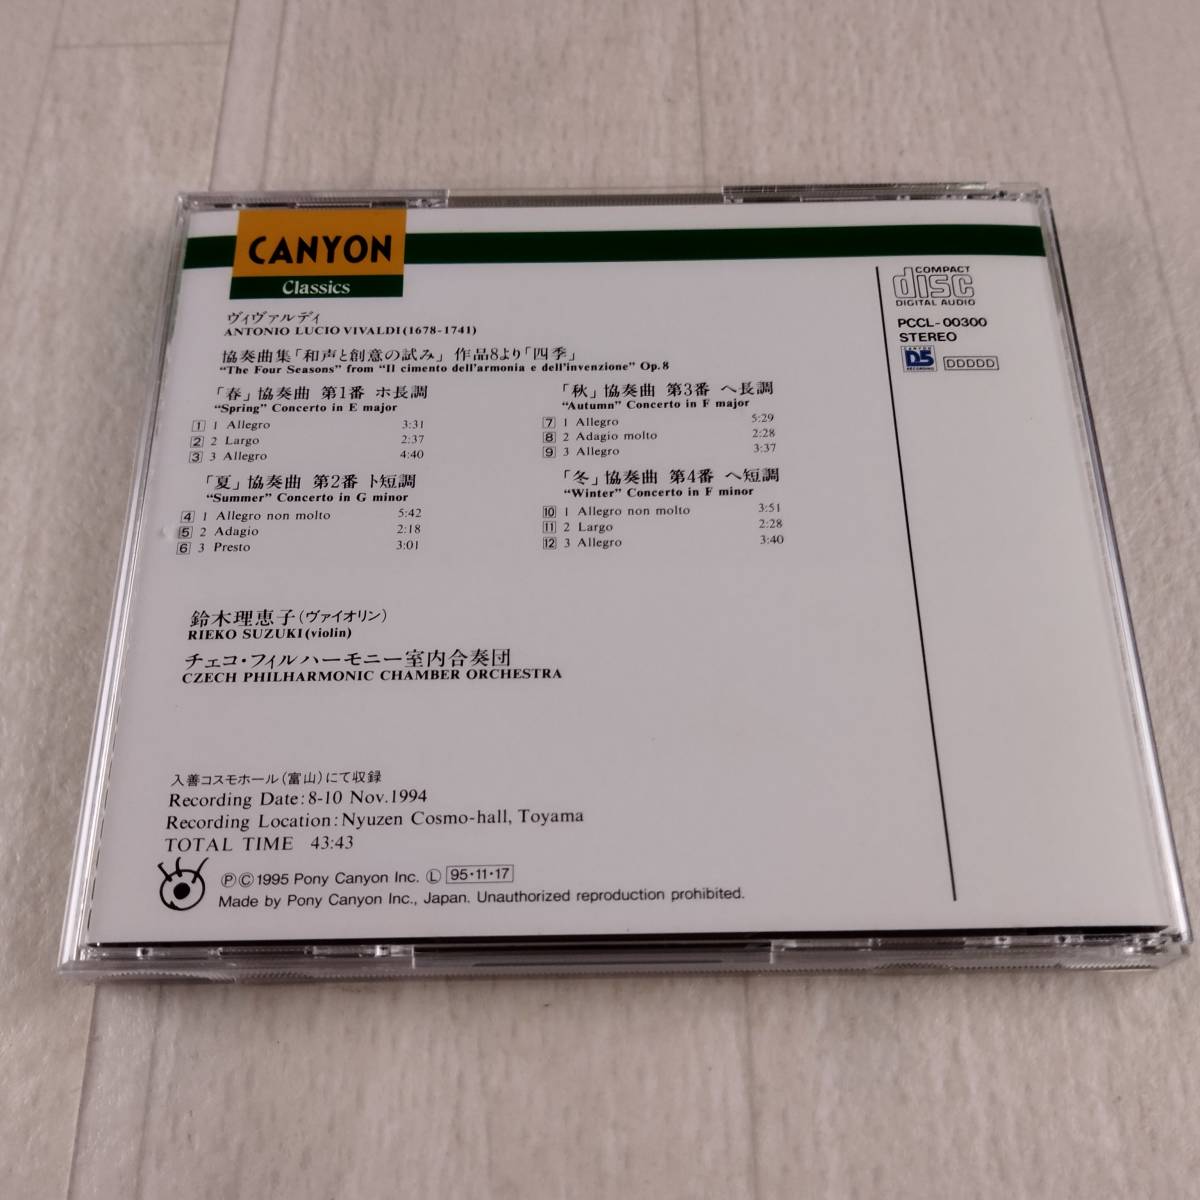 CANYON
Classics
COMPACT
disc
DIGITAL AUDIO
PCCL-00300
STEREO
CANYON
D5
RECORDING
DDDDD
ヴィヴァルディ
ANTONIO LUCIO VIVALDI(1678-1741)
協奏曲集「和声と創意の試み」作品8より「四季」
“The Four Seasons” from “Il cimento dell'armonia e dell'invenzione” Op.8
「春」協奏曲 第1番 ホ長調
“Spring” Concerto in E major
1 1 Allegro 3:31
2 2 Largo 2:37
3 3 Allegro 4:40
「夏」協奏曲 第2番 ト短調
“Summer” Concerto in G minor
4 1 Allegro non molto 5:42
5 2 Adagio 2:18
6 3 Presto 3:01
「秋」協奏曲 第3番 ヘ長調
“Autumn” Concerto in F major
7 1 Allegro 5:29
8 2 Adagio molto 2:28
9 3 Allegro 3:37
「冬」協奏曲 第4番 ヘ短調
“Winter” Concerto in F minor
10 1 Allegro non molto 3:51
11 2 Largo 2:28
12 3 Allegro 3:40
鈴木理恵子(ヴァイオリン)
RIEKO SUZUKI(violin)
チェコ・フィルハーモニー室内合奏団
CZECH PHILHARMONIC CHAMBER ORCHESTRA
入善コスモホール(富山)にて収録
Recording Date:8-10 Nov.1994
Recording Location:Nyuzen Cosmo-hall, Toyama
TOTAL TIME 43:43
ⓅⒸ1995 Pony Canyon Inc. Ⓛ 95・11・17
Made by Pony Canyon Inc., Japan. Unauthorized reproduction prohibited.